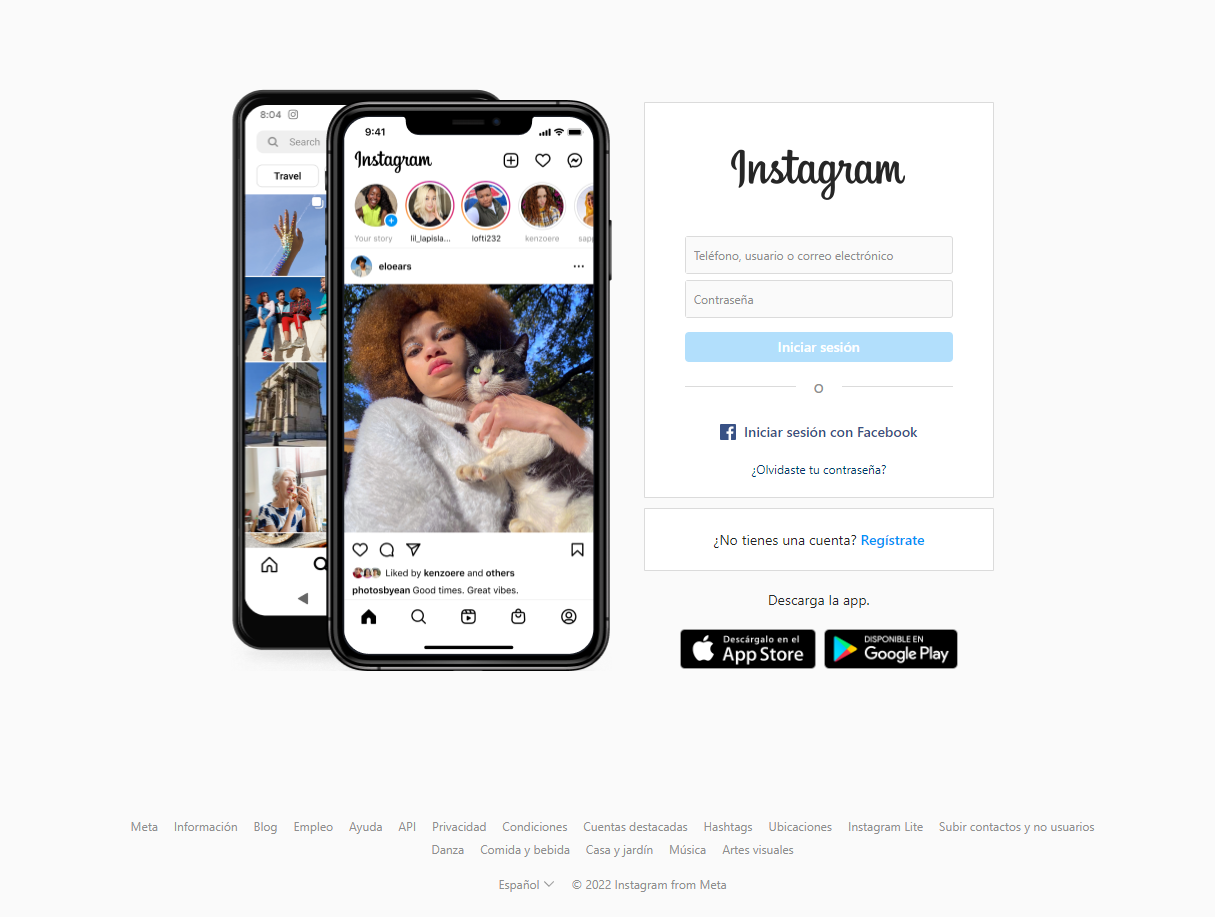 8:04
Search
Travel
9:41
Instagram
Your story
lil_lapisla...
lofti232
kenzoere
eloears
Liked by kenzoere and others
photosbyean Good times. Great vibes.
Instagram
Teléfono, usuario o correo electrónico
Contraseña
Iniciar sesión
O
Iniciar sesión con Facebook
¿Olvidaste tu contraseña?
¿No tienes una cuenta? Regístrate
Descarga la app.
Descárgalo en el
App Store
DISPONIBLE EN
Google Play
Meta Información Blog Empleo Ayuda API Privacidad Condiciones Cuentas destacadas Hashtags Ubicaciones Instagram Lite Subir contactos y no usuarios
Danza Comida y bebida Casa y jardín Música Artes visuales
Español © 2022 Instagram from Meta